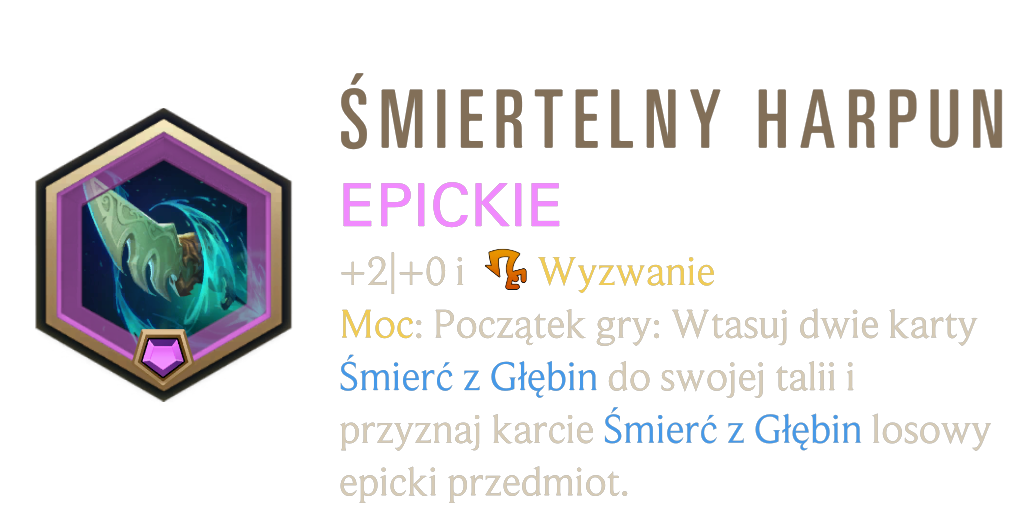 ŚMIERTELNY HARPUN
EPICKIE
+2|+0 i Wyzwanie
Moc: Początek gry: Wtasuj dwie karty
Śmierć z Głębin do swojej talii i
przyznaj karcie Śmierć z Głębin losowy
epicki przedmiot.